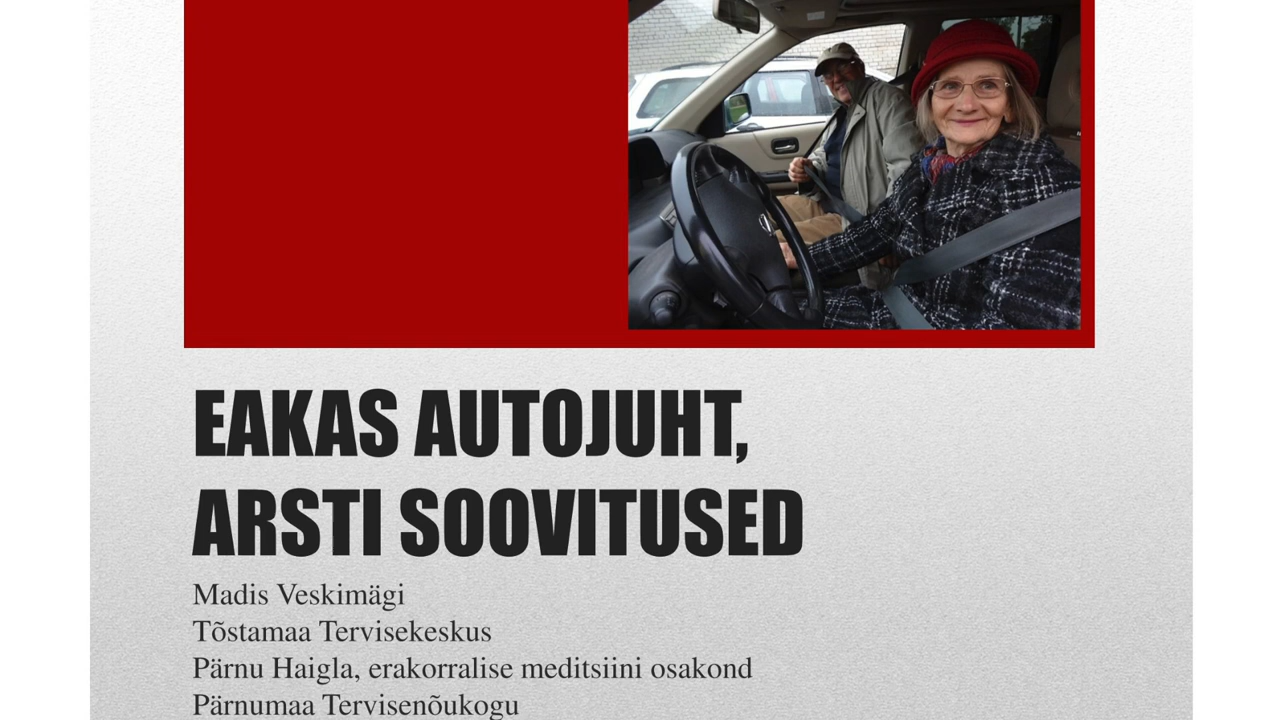 EAKAS AUTOJUHT,
ARSTI SOOVITUSED
Madis Veskimägi
Tõstamaa Tervisekeskus
Pärnu Haigla, erakorralise meditsiini osakond
Pärnumaa Tervisenõukogu